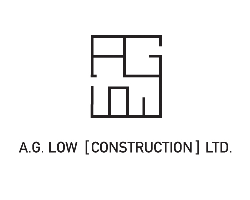 A.G. LOW [CONSTRUCTION] LTD.